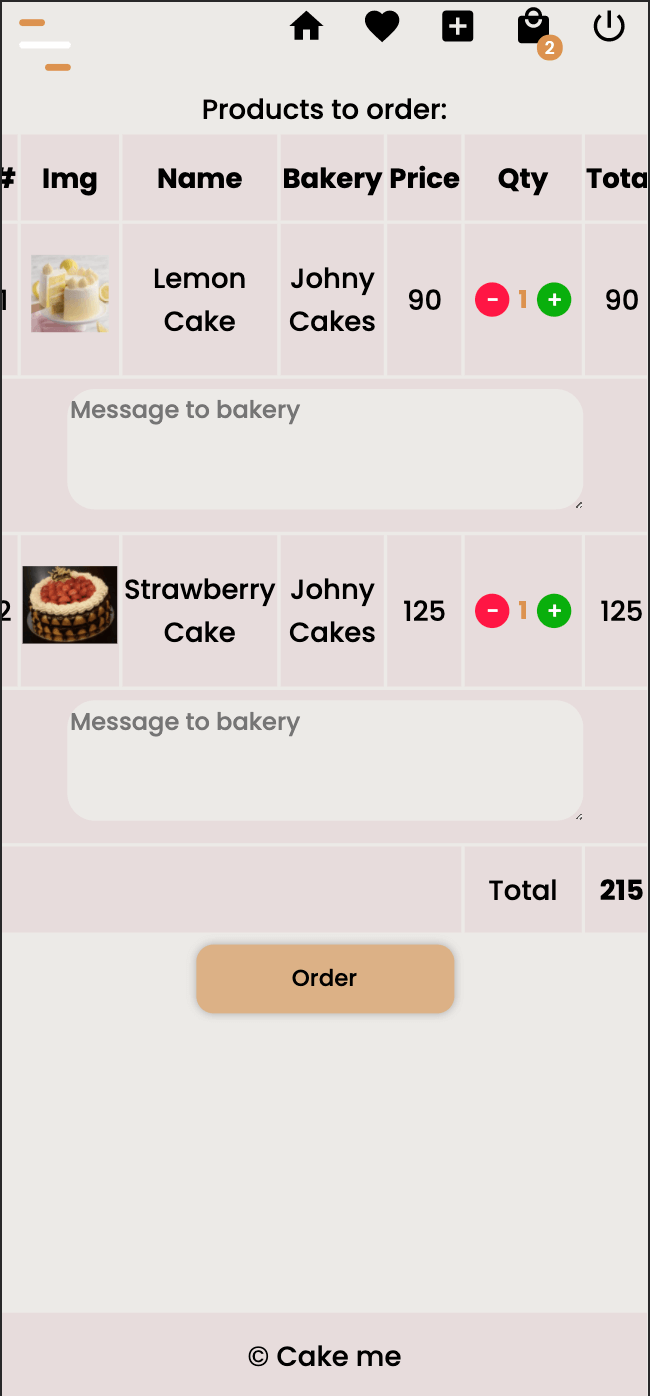 2
Products to order:
# Img Name Bakery Price Qty Tota
1 Lemon Cake Johny Cakes 90 - 1 + 90
Message to bakery
2 Strawberry Cake Johny Cakes 125 - 1 + 125
Message to bakery
Total 215
Order
© Cake me